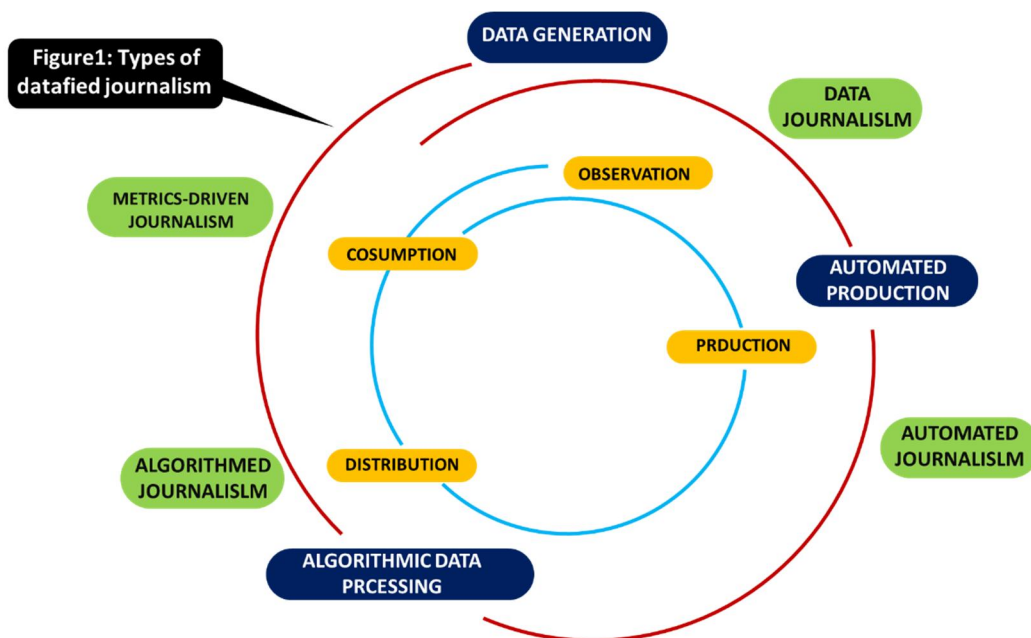 DATA GENERATION
Figure1: Types of
datafied journalism
DATA
JOURNALISLM
OBSERVATION
METRICS-DRIVEN
JOURNALISM
COSUMPTION
AUTOMATED
PRODUCTION
PRDUCTION
AUTOMATED
JOURNALISLM
ALGORITHMED
JOURNALISLM
DISTRIBUTION
ALGORITHMIC DATA
PRCESSING